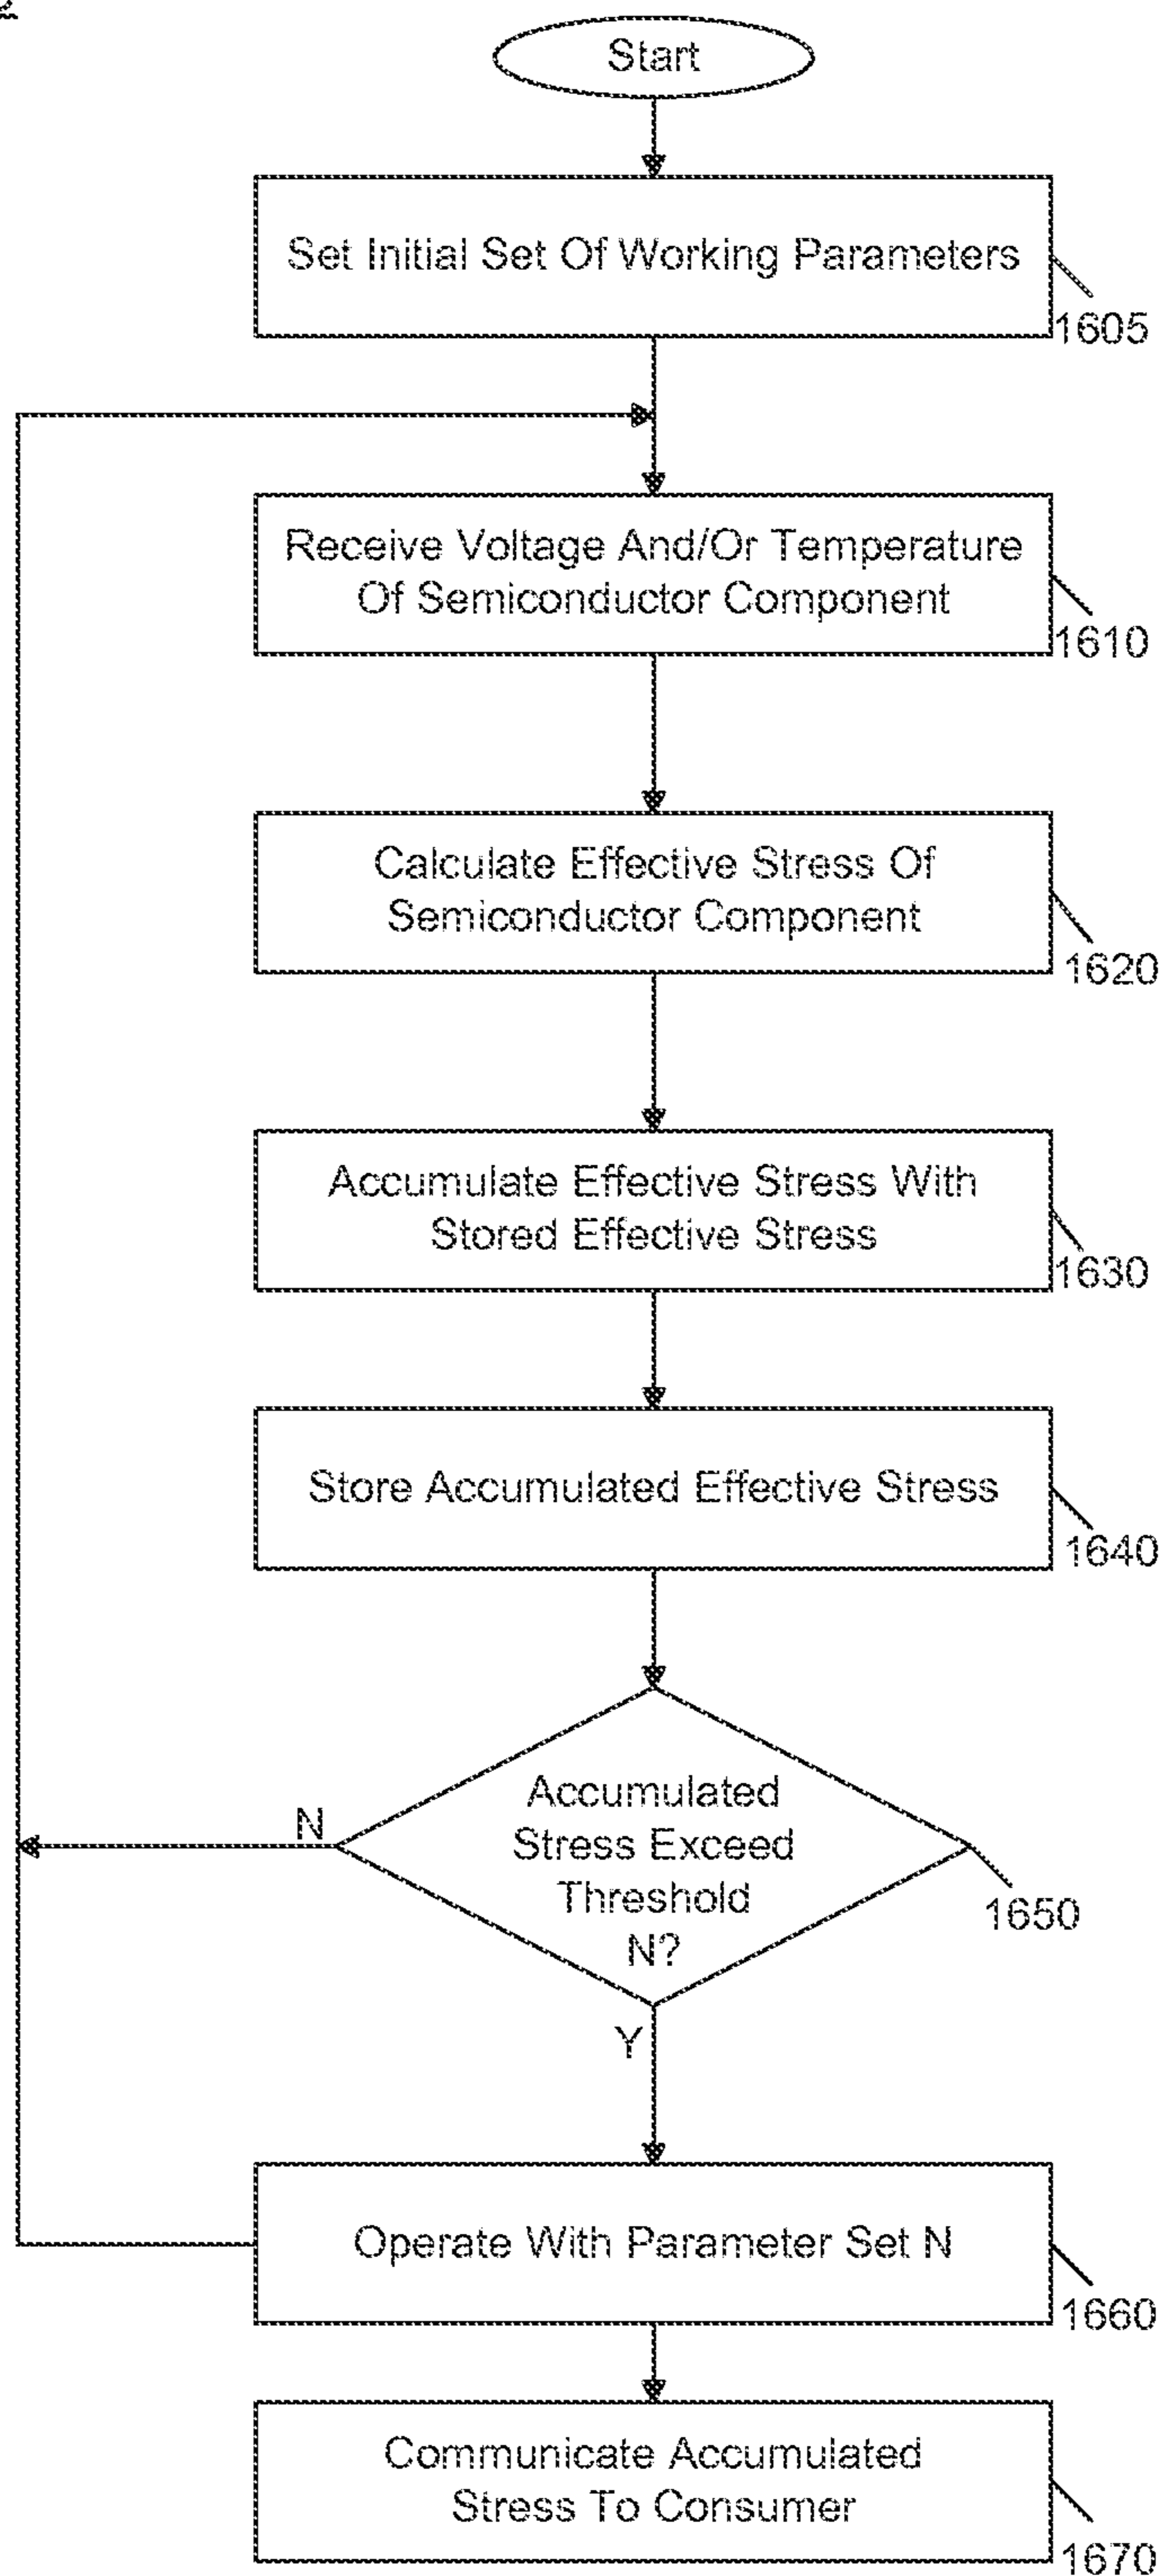 Start
Set Initial Set Of Working Parameters
1605
Receive Voltage And/Or Temperature
Of Semiconductor Component
1610
Calculate Effective Stress Of
Semiconductor Component
1620
Accumulate Effective Stress With
Stored Effective Stress
1630
Store Accumulated Effective Stress
1640
Accumulated
Stress Exceed
Threshold
N?
N
1650
Y
Operate With Parameter Set N
1660
Communicate Accumulated
Stress To Consumer
1670